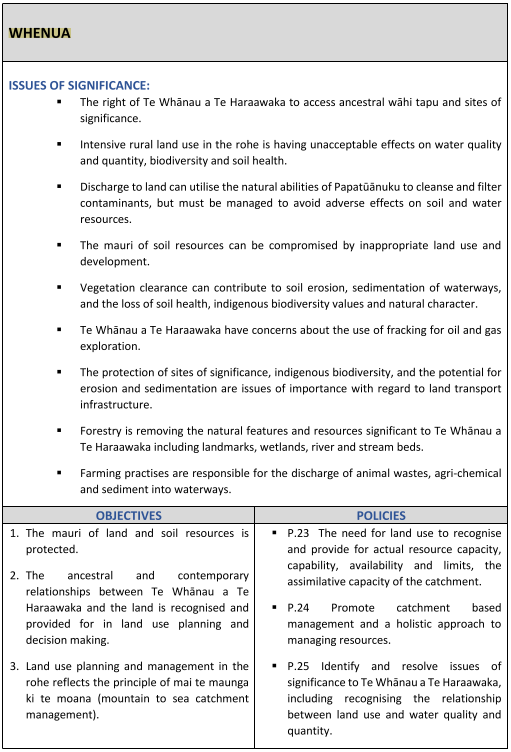 WHENUA
ISSUES OF SIGNIFICANCE:
▪ The right of Te Whānau a Te Haraawaka to access ancestral wāhi tapu and sites of
significance.
▪ Intensive rural land use in the rohe is having unacceptable effects on water quality
and quantity, biodiversity and soil health.
▪ Discharge to land can utilise the natural abilities of Papatūānuku to cleanse and filter
contaminants, but must be managed to avoid adverse effects on soil and water
resources.
▪ The mauri of soil resources can be compromised by inappropriate land use and
development.
▪ Vegetation clearance can contribute to soil erosion, sedimentation of waterways,
and the loss of soil health, indigenous biodiversity values and natural character.
▪ Te Whānau a Te Haraawaka have concerns about the use of fracking for oil and gas
exploration.
▪ The protection of sites of significance, indigenous biodiversity, and the potential for
erosion and sedimentation are issues of importance with regard to land transport
infrastructure.
▪ Forestry is removing the natural features and resources significant to Te Whānau a
Te Haraawaka including landmarks, wetlands, river and stream beds.
▪ Farming practises are responsible for the discharge of animal wastes, agri-chemical
and sediment into waterways.
OBJECTIVES
1. The mauri of land and soil resources is
protected.
2. The ancestral and contemporary
relationships between Te Whānau a Te
Haraawaka and the land is recognised and
provided for in land use planning and
decision making.
3. Land use planning and management in the
rohe reflects the principle of mai te maunga
ki te moana (mountain to sea catchment
management).
POLICIES
▪ P.23 The need for land use to recognise
and provide for actual resource capacity,
capability, availability and limits, the
assimilative capacity of the catchment.
▪ P.24 Promote catchment based
management and a holistic approach to
managing resources.
▪ P.25 Identify and resolve issues of
significance to Te Whānau a Te Haraawaka,
including recognising the relationship
between land use and water quality and
quantity.